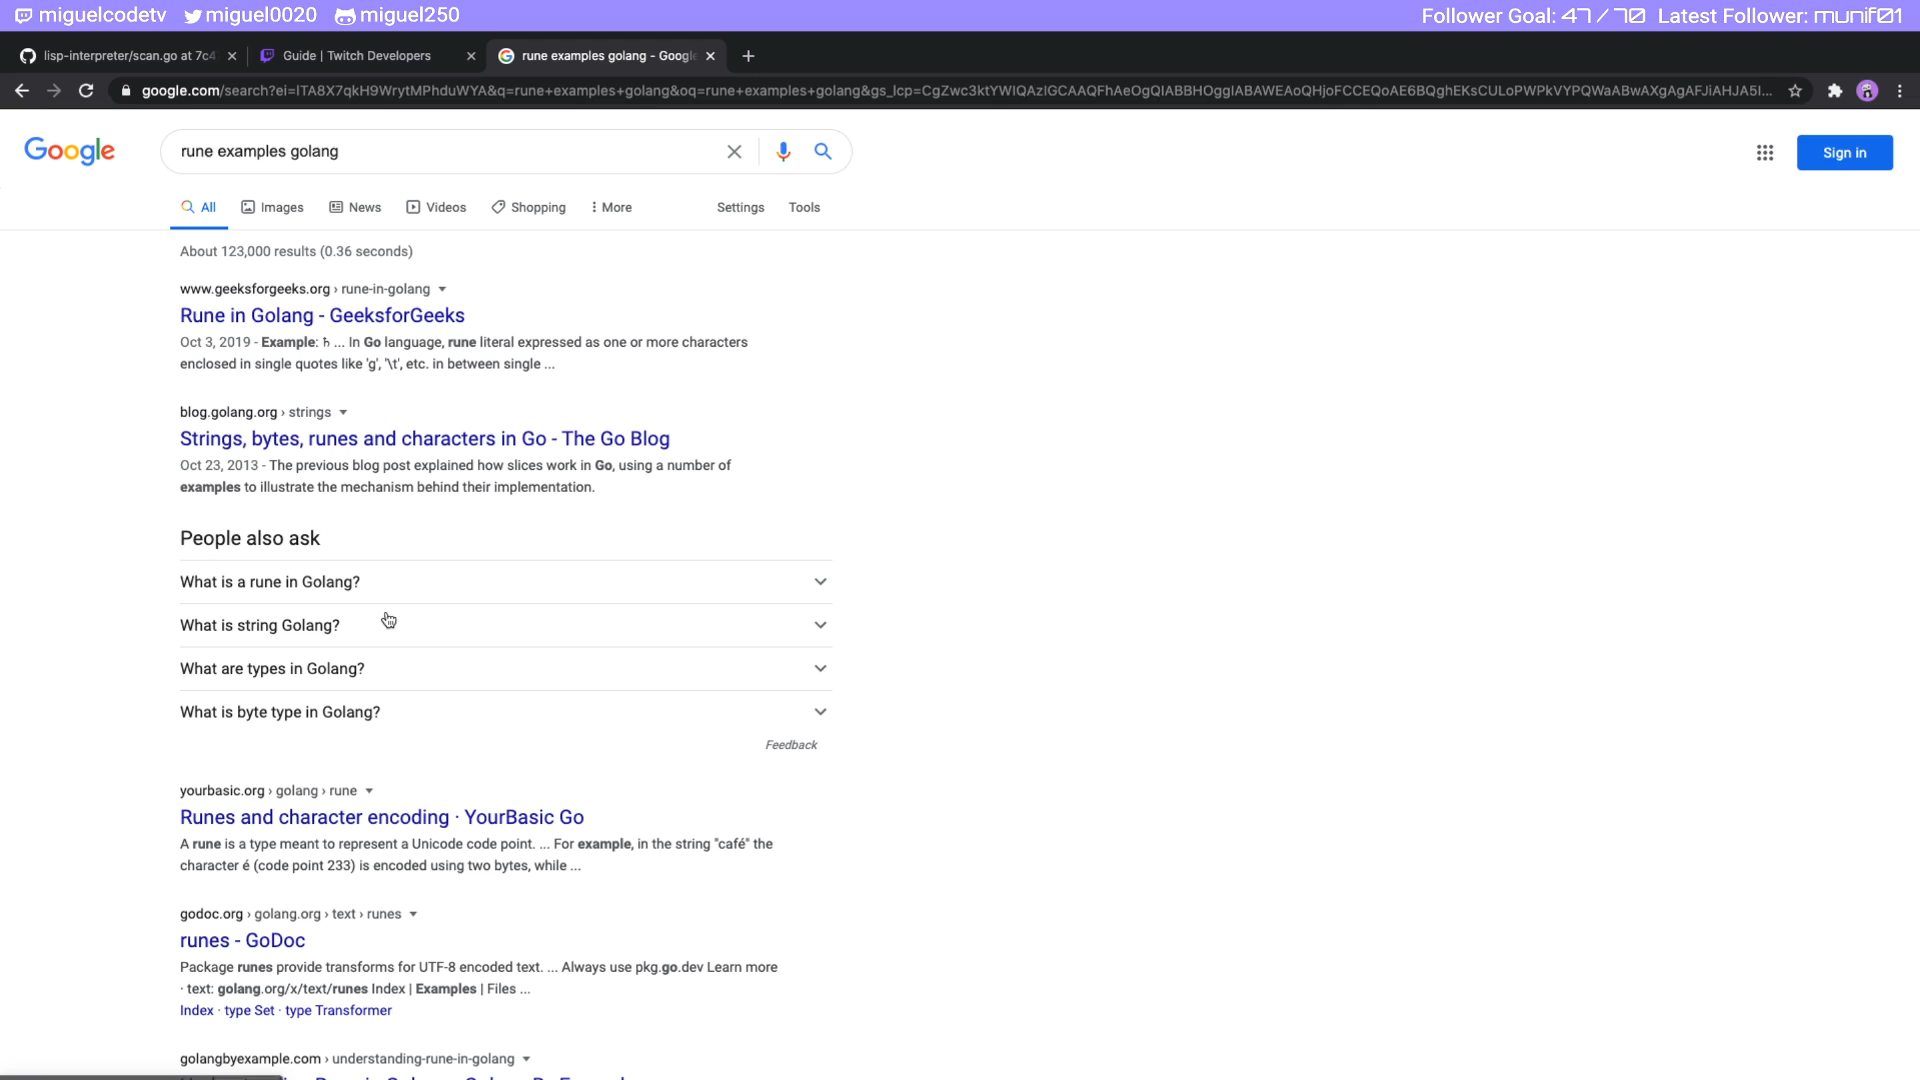 miguelcodetv miguel0020 miguel250 Follower Goal: 47 / 70 Latest Follower: munif01
lisp-interpreter/scan.go at 7c4 Guide | Twitch Developers rune examples golang - Googl
google.com/search?ei=ITA8X7qkH9WrytMPhduWYA&q=rune+examples+golang&oq=rune+examples+golang&gs_lcp=CgZwc3ktYWIQAzIGCAAQFhAeOgQIABBHOggIABAWEAoQHjoFCCEQoAE6BQghEKsCULoPWPkVYPQWaABwAXgAgAFJiAHJA5I...
Google rune examples golang Sign in
All Images News Videos Shopping More Settings Tools
About 123,000 results (0.36 seconds)
www.geeksforgeeks.org › rune-in-golang
Rune in Golang - GeeksforGeeks
Oct 3, 2019 - Example: ♄ ... In Go language, rune literal expressed as one or more characters
enclosed in single quotes like 'g', '\t', etc. in between single ...
blog.golang.org › strings
Strings, bytes, runes and characters in Go - The Go Blog
Oct 23, 2013 - The previous blog post explained how slices work in Go, using a number of
examples to illustrate the mechanism behind their implementation.
People also ask
What is a rune in Golang?
What is string Golang?
What are types in Golang?
What is byte type in Golang?
Feedback
yourbasic.org › golang › rune
Runes and character encoding · YourBasic Go
A rune is a type meant to represent a Unicode code point. ... For example, in the string "café" the
character é (code point 233) is encoded using two bytes, while ...
godoc.org › golang.org › text › runes
runes - GoDoc
Package runes provide transforms for UTF-8 encoded text. ... Always use pkg.go.dev Learn more
· text: golang.org/x/text/runes Index | Examples | Files ...
Index · type Set · type Transformer
golangbyexample.com › understanding-rune-in-golang